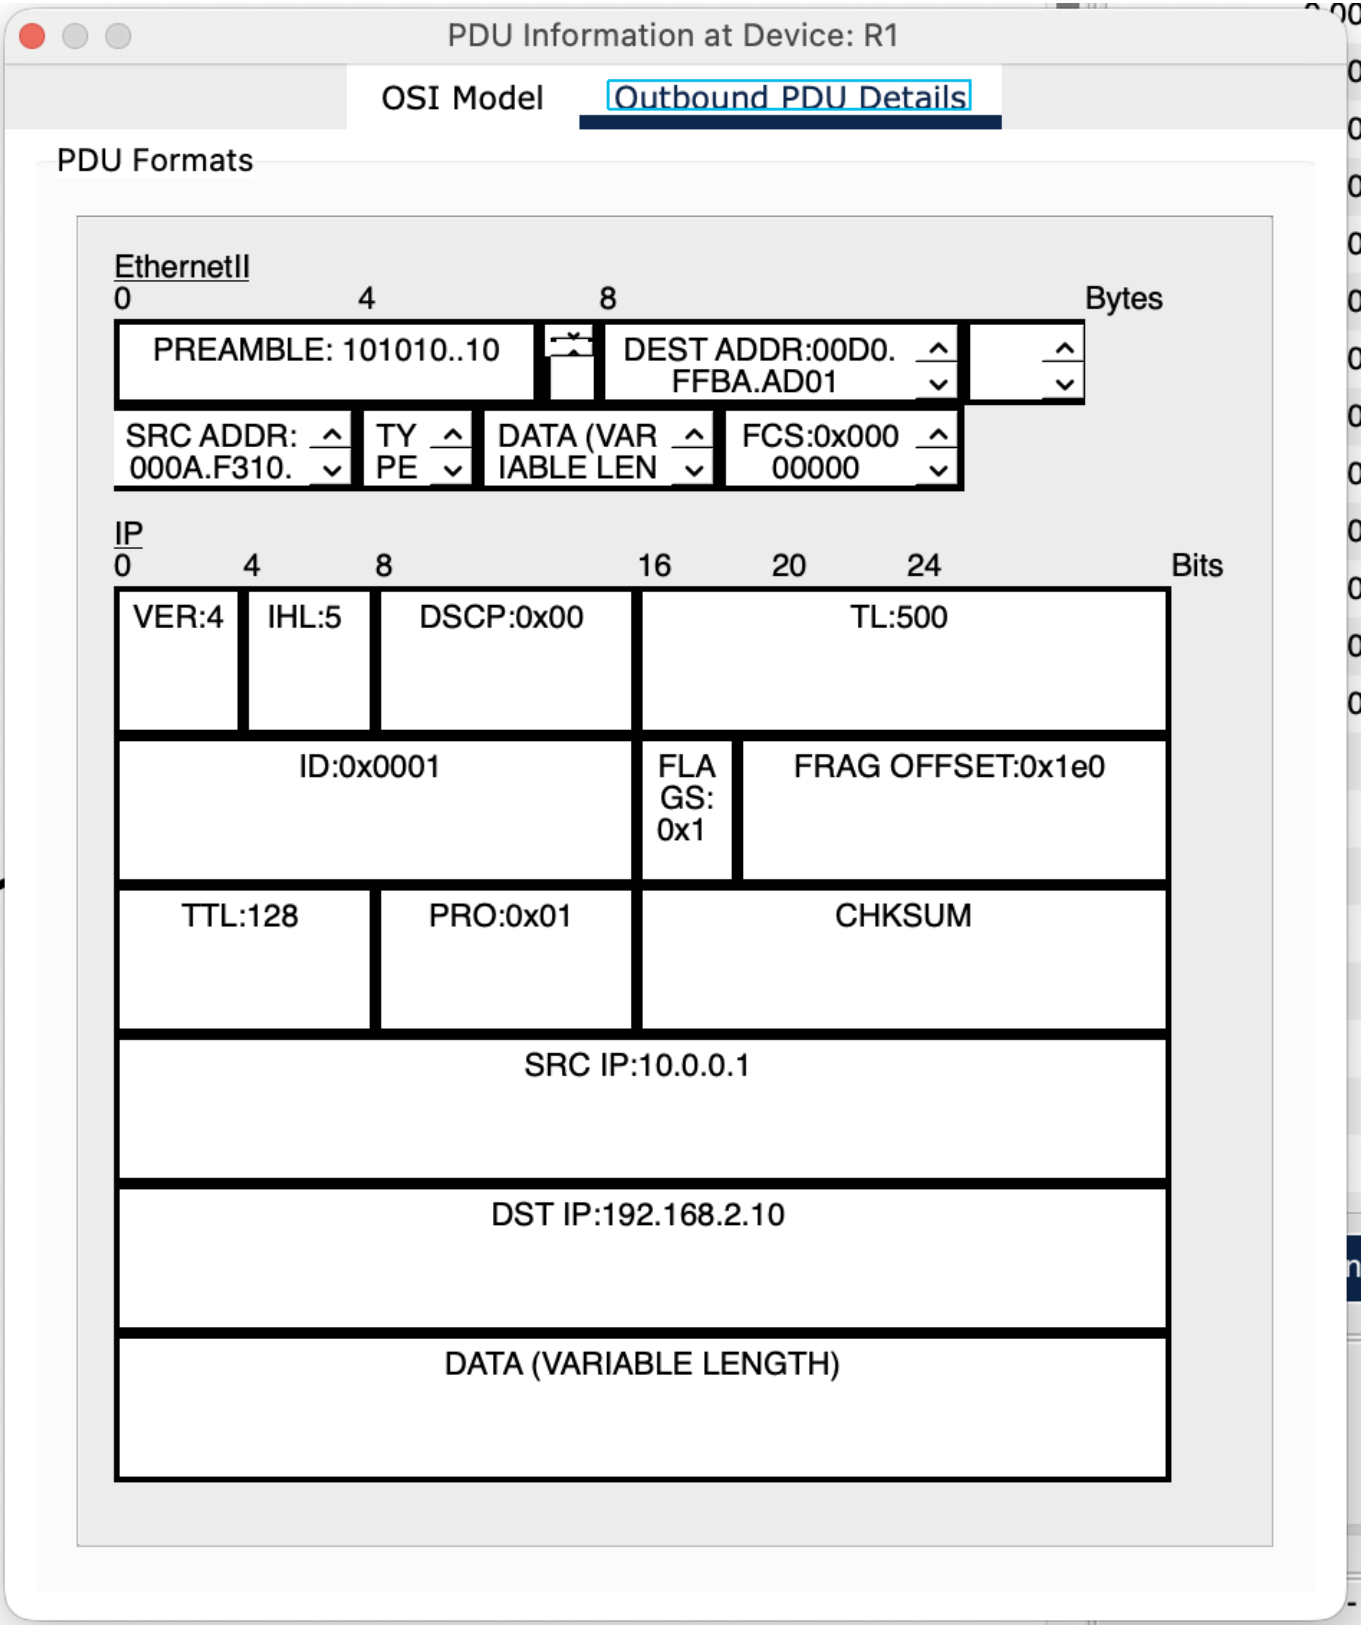 PDU Information at Device: R1
OSI Model
Outbound PDU Details
PDU Formats
EthernetII
0 4 8 Bytes
PREAMBLE: 101010..10
DEST ADDR:00D0.
FFBA.AD01
SRC ADDR:
000A.F310.
TY
PE
DATA (VAR
IABLE LEN
FCS:0x000
00000
IP
0 4 8 16 20 24 Bits
VER:4
IHL:5
DSCP:0x00
TL:500
ID:0x0001
FLA
GS:
0x1
FRAG OFFSET:0x1e0
TTL:128
PRO:0x01
CHKSUM
SRC IP:10.0.0.1
DST IP:192.168.2.10
DATA (VARIABLE LENGTH)